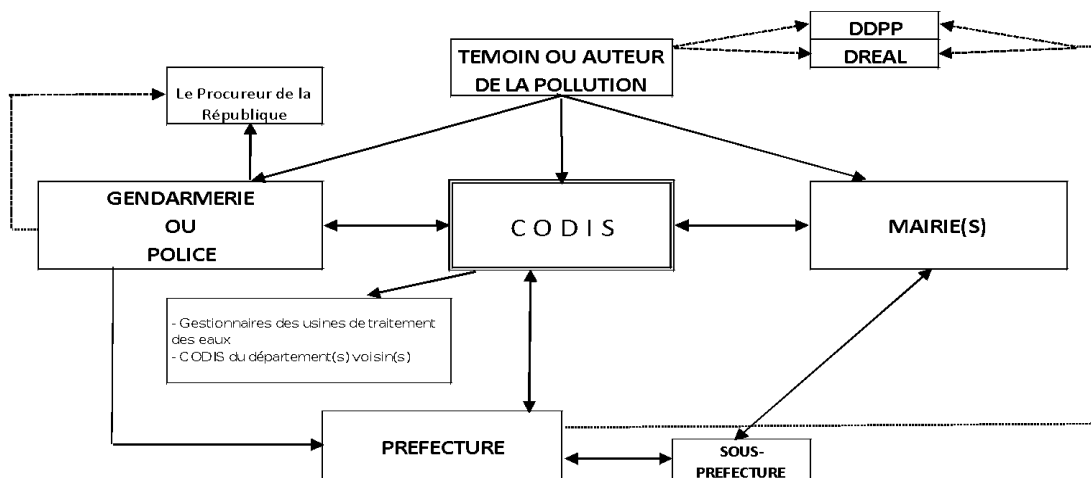 DDPP
TEMOIN OU AUTEUR
DE LA POLLUTION
DREAL
Le Procureur de la
République
GENDARMERIE
OU
POLICE
CODIS
MAIRIE(S)
- Gestionnaires des usines de traitement
des eaux
- CODIS du département(s) voisin(s)
PREFECTURE
SOUS-
PREFECTURE